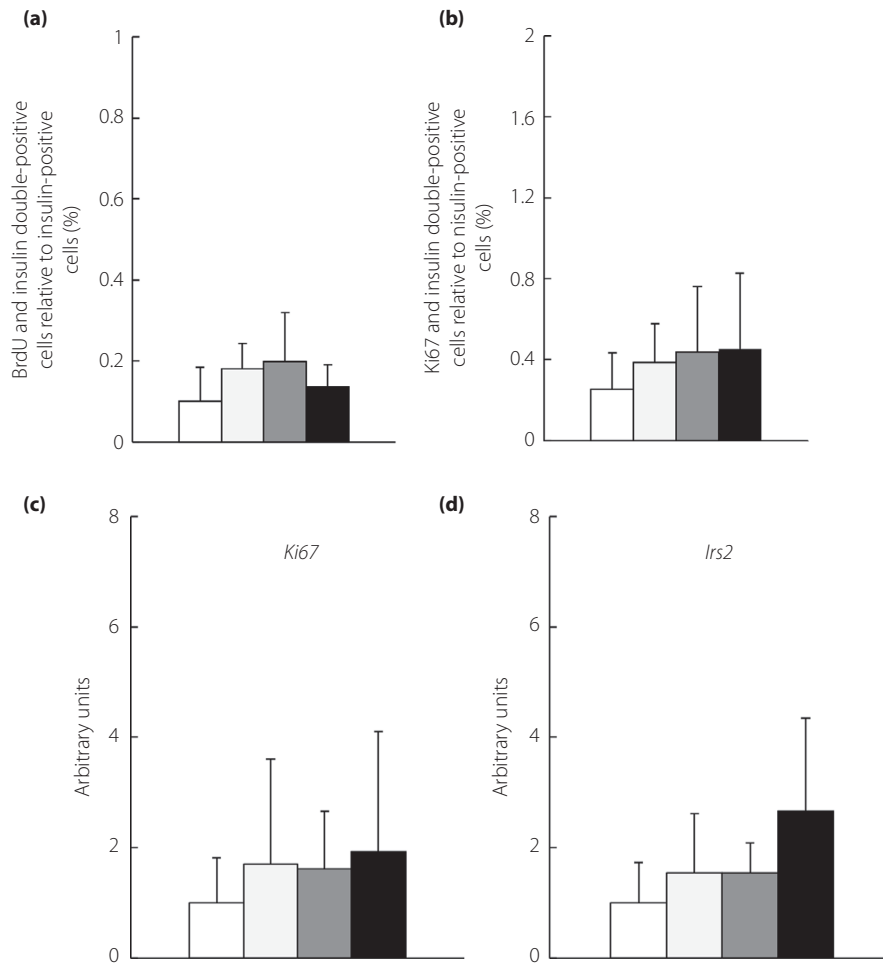 (a)
BrdU and insulin double-positive
cells relative to insulin-positive
cells (%)
1
0.8
0.6
0.4
0.2
0
(b)
Ki67 and insulin double-positive
cells relative to nisulin-positive
cells (%)
2
1.6
1.2
0.8
0.4
0
(c)
Ki67
Arbitrary units
8
6
4
2
0
(d)
Irs2
Arbitrary units
8
6
4
2
0